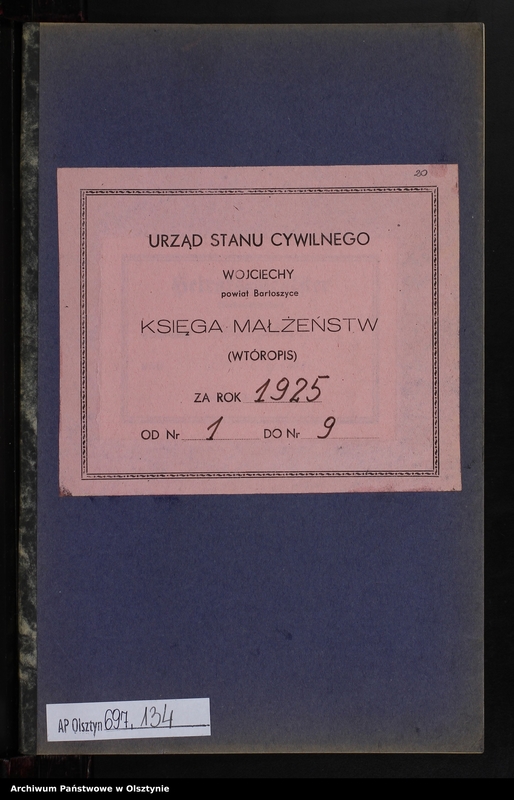 20
URZĄD STANU CYWILNEGO
WOJCIECHY
powiat Bartoszyce
KSIĘGA MAŁŻEŃSTW
(WTÓROPIS)
ZA ROK 1925
OD Nr 1 DO Nr 9
AP Olsztyn 697, 134
Archiwum Państwowe w Olsztynie